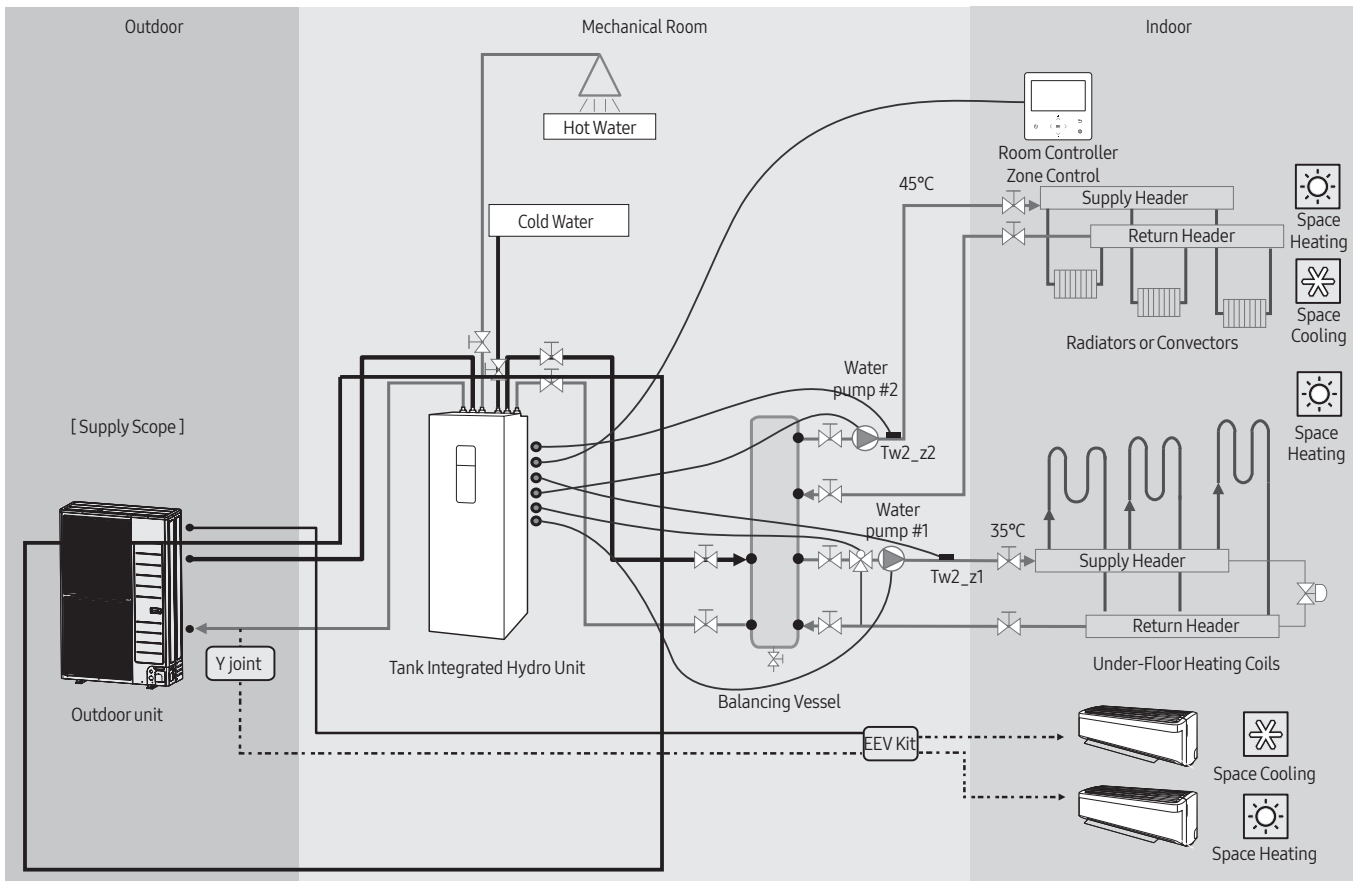 Outdoor
Mechanical Room
Indoor
Hot Water
Room Controller
Zone Control
45°C
Cold Water
Supply Header
Return Header
Space
Heating
Space
Cooling
Radiators or Convectors
Water
pump #2
Tw2_z2
Space
Heating
[ Supply Scope ]
Water
pump #1
35°C
Tw2_z1
Supply Header
Return Header
Y joint
Tank Integrated Hydro Unit
Under-Floor Heating Coils
Outdoor unit
Balancing Vessel
EEV Kit
Space Cooling
Space Heating